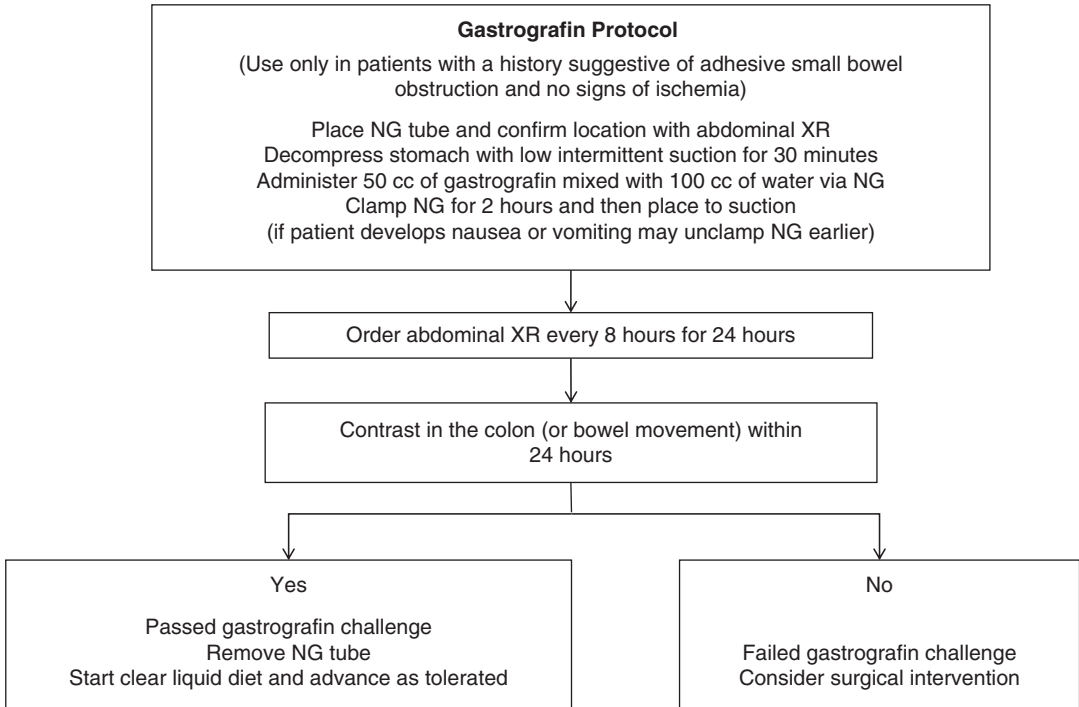 Gastrografin Protocol
(Use only in patients with a history suggestive of adhesive small bowel
obstruction and no signs of ischemia)
Place NG tube and confirm location with abdominal XR
Decompress stomach with low intermittent suction for 30 minutes
Administer 50 cc of gastrografin mixed with 100 cc of water via NG
Clamp NG for 2 hours and then place to suction
(if patient develops nausea or vomiting may unclamp NG earlier)
Order abdominal XR every 8 hours for 24 hours
Contrast in the colon (or bowel movement) within
24 hours
Yes
Passed gastrografin challenge
Remove NG tube
Start clear liquid diet and advance as tolerated
No
Failed gastrografin challenge
Consider surgical intervention